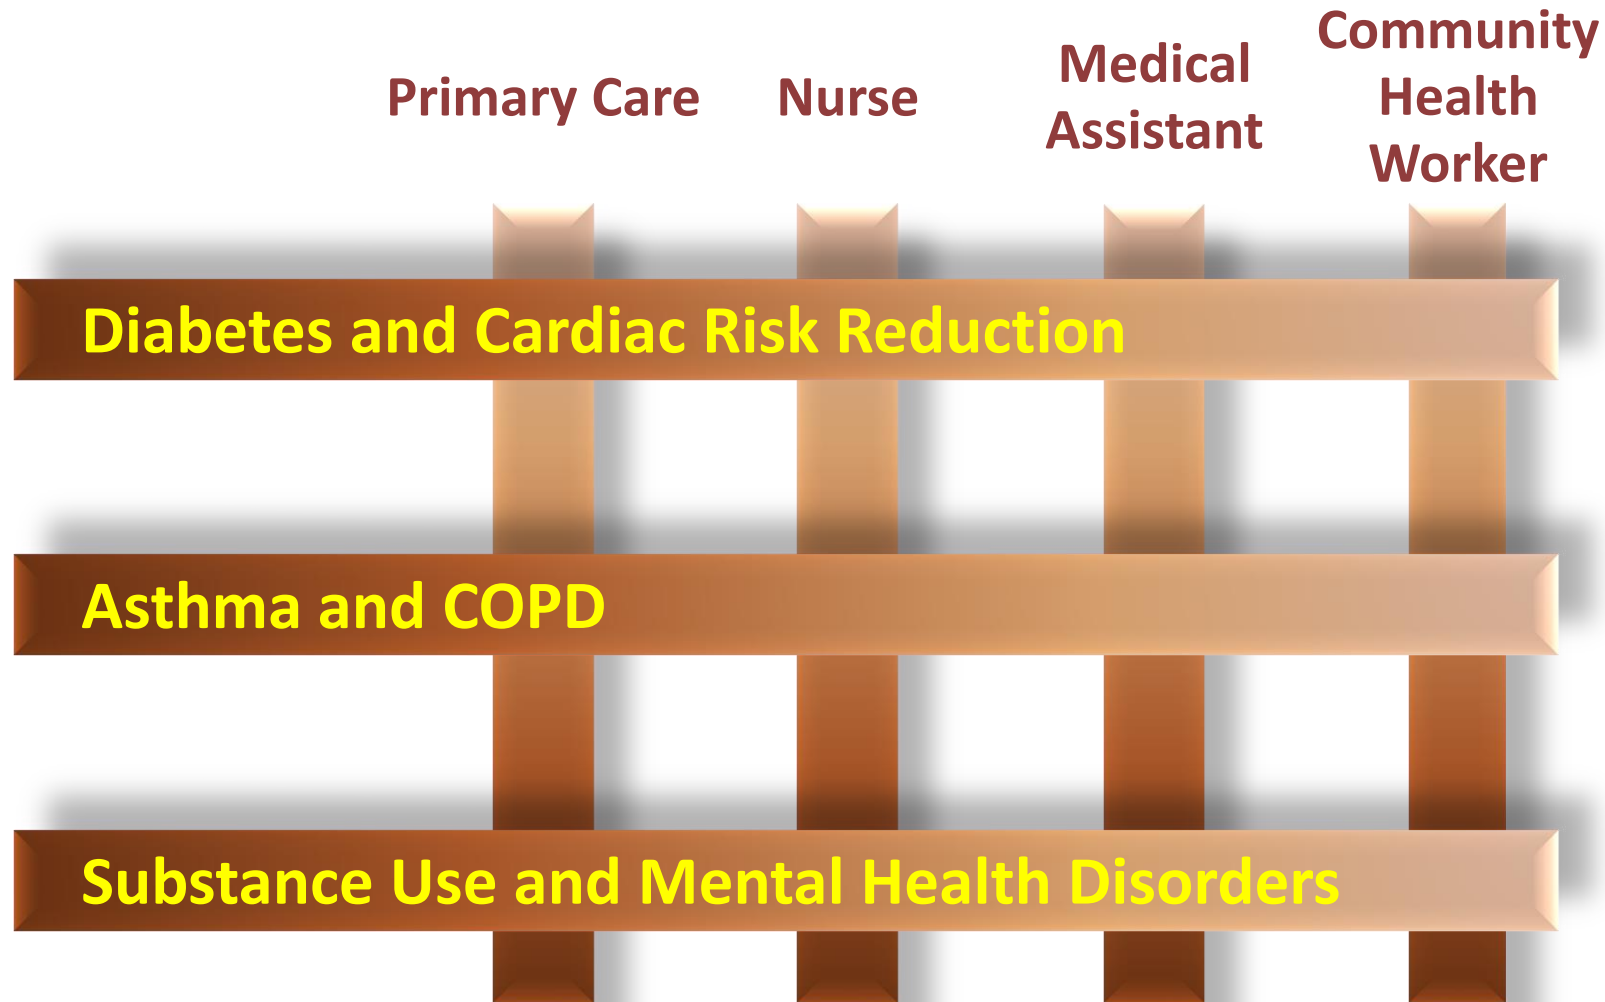 Primary Care
Nurse
Medical
Assistant
Community
Health
Worker
Diabetes and Cardiac Risk Reduction
Asthma and COPD
Substance Use and Mental Health Disorders